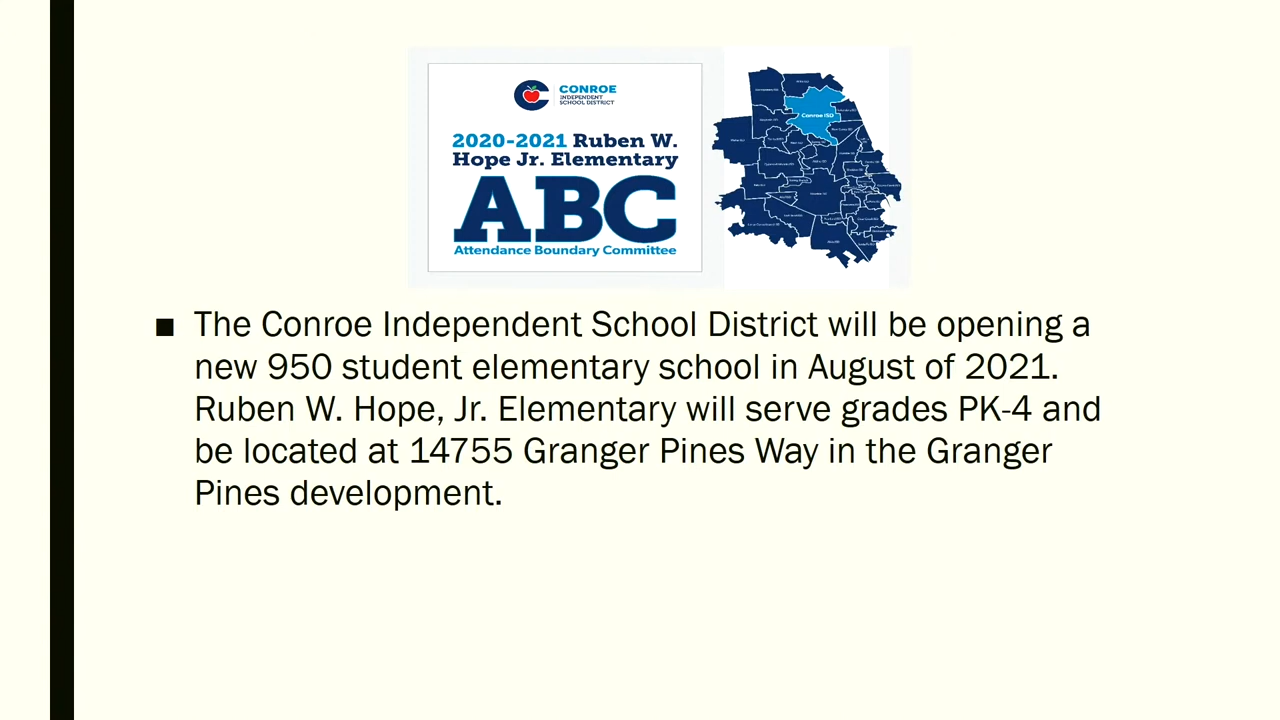 CONROE
INDEPENDENT
SCHOOL DISTRICT
2020-2021 Ruben W.
Hope Jr. Elementary
ABC
Attendance Boundary Committee
Conroe ISD
■ The Conroe Independent School District will be opening a
new 950 student elementary school in August of 2021.
Ruben W. Hope, Jr. Elementary will serve grades PK-4 and
be located at 14755 Granger Pines Way in the Granger
Pines development.